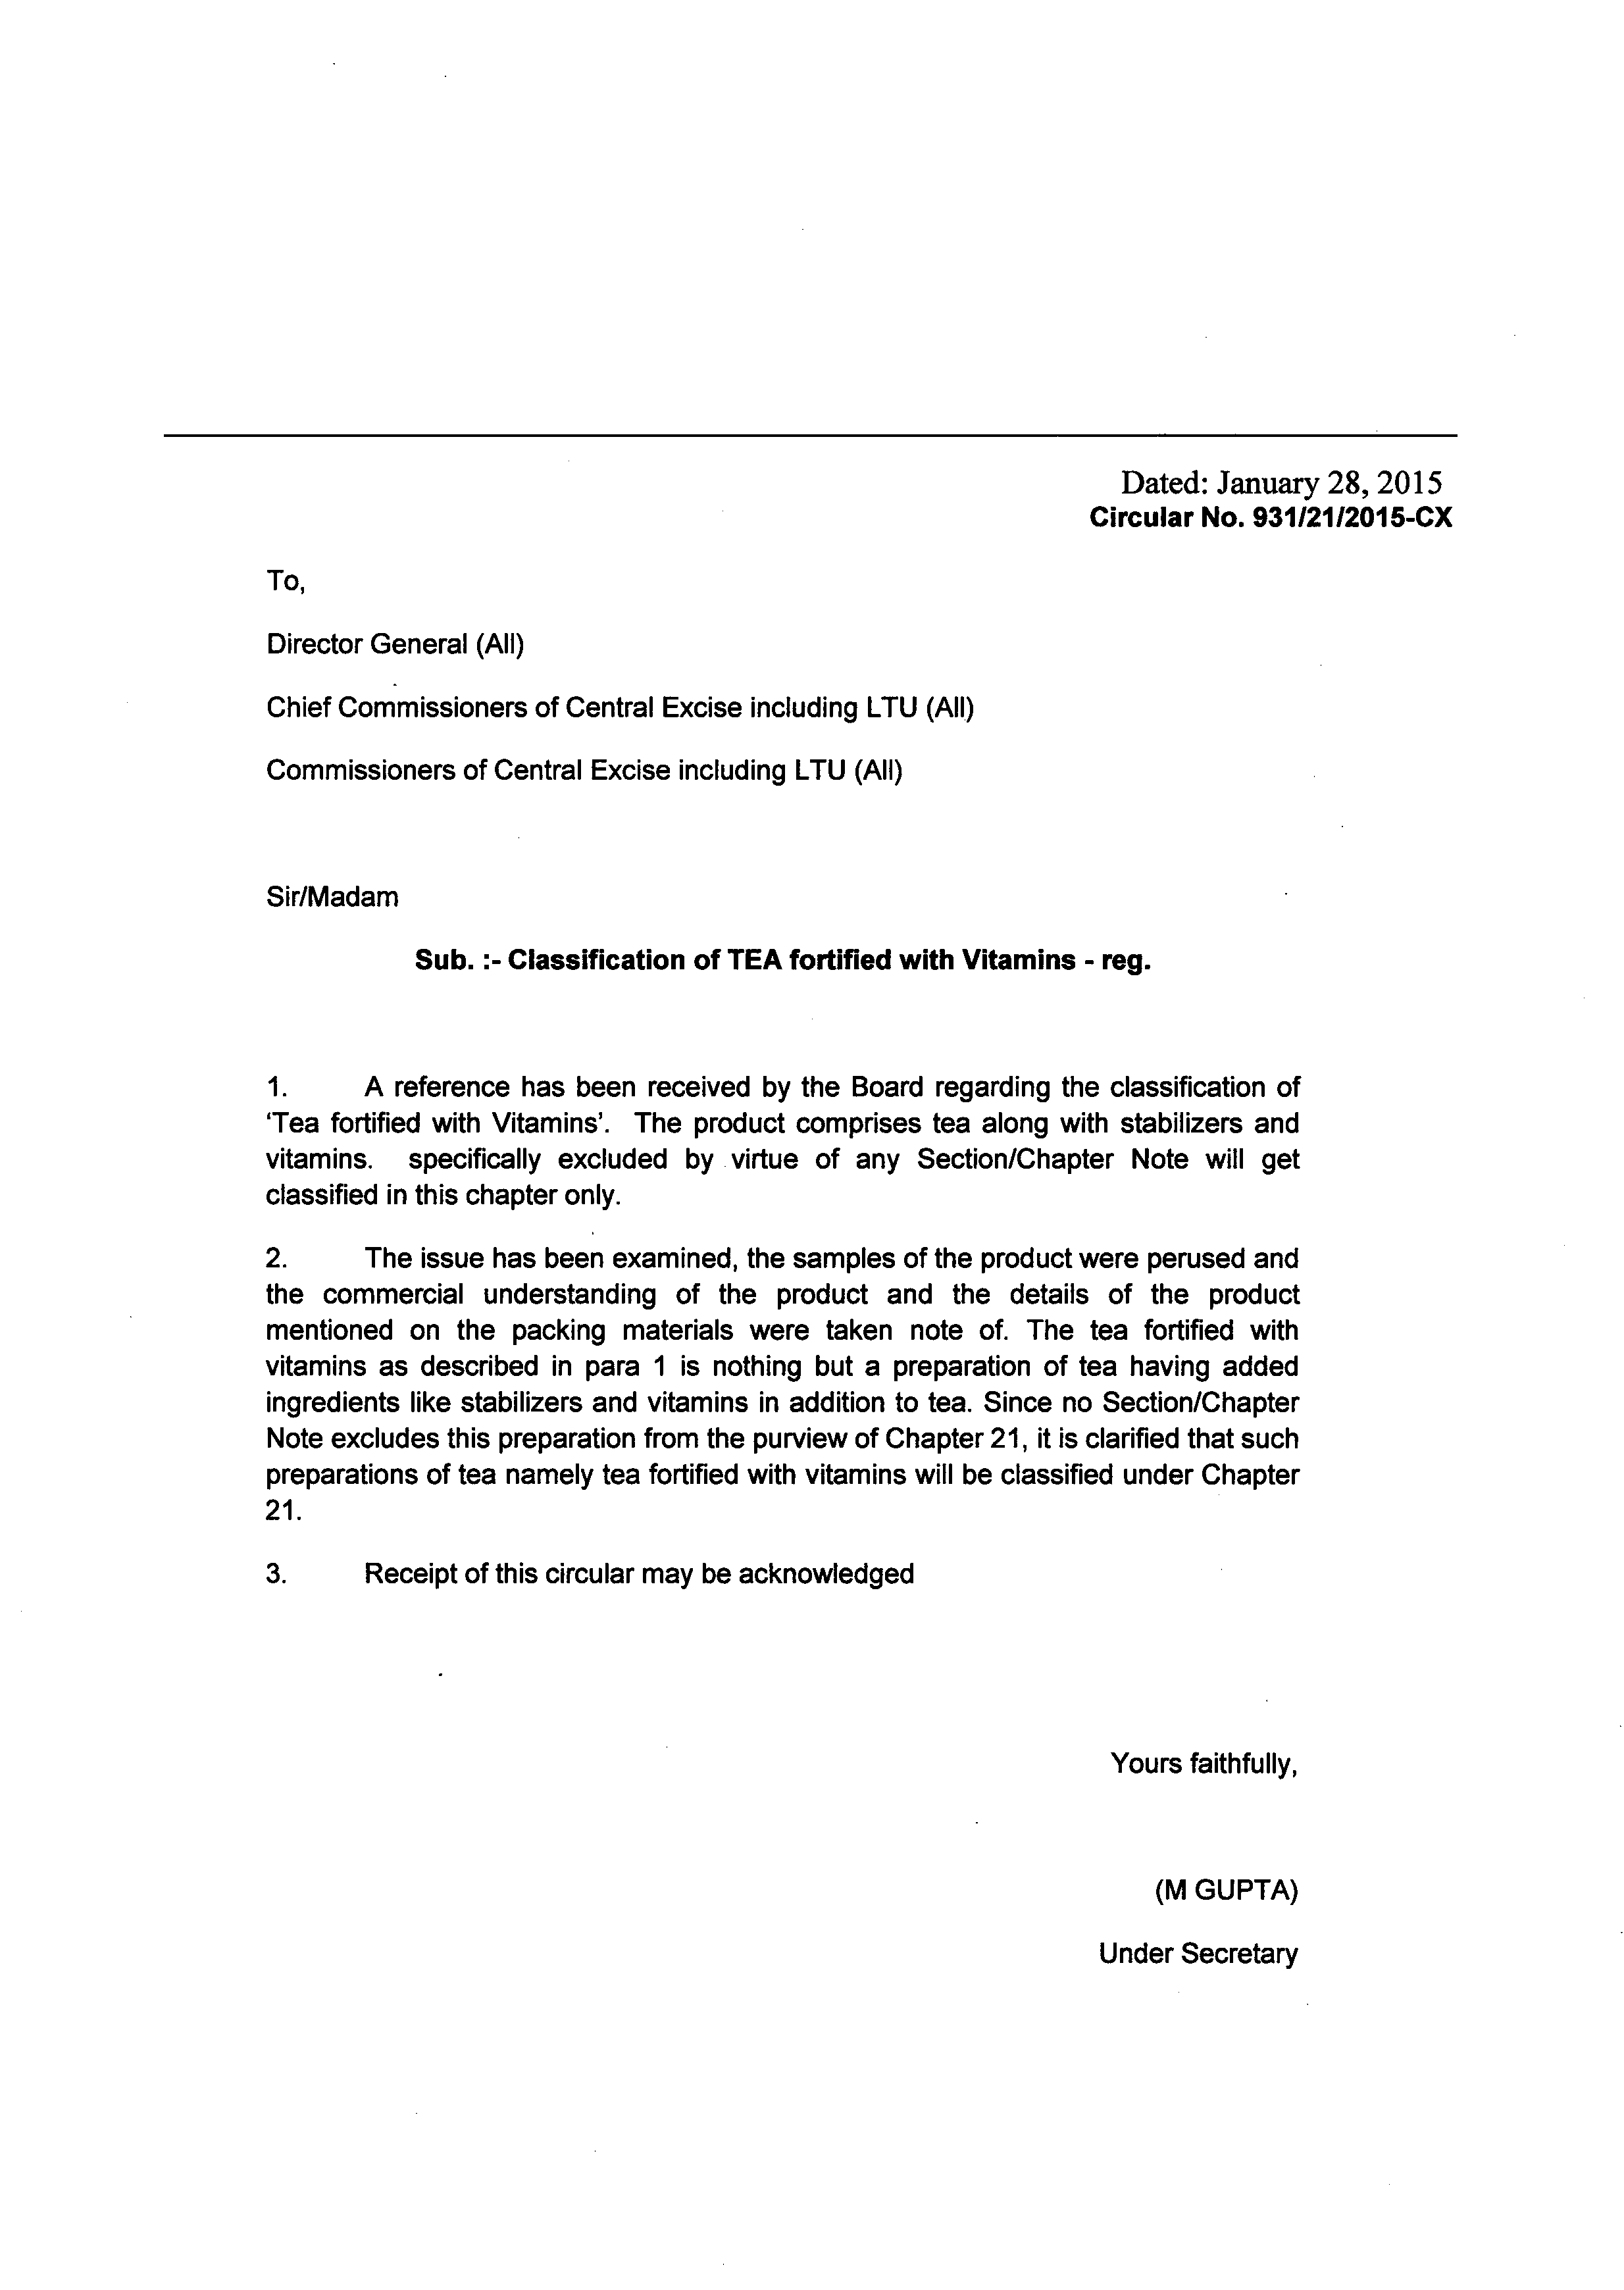 Dated: January 28, 2015
Circular No. 931/21/2015-CX
To,
Director General (All)
Chief Commissioners of Central Excise including LTU (All)
Commissioners of Central Excise including LTU (All)
Sir/Madam
Sub. :- Classification of TEA fortified with Vitamins - reg.
1. A reference has been received by the Board regarding the classification of
‘Tea fortified with Vitamins’. The product comprises tea along with stabilizers and
vitamins. specifically excluded by virtue of any Section/Chapter Note will get
classified in this chapter only.
2. The issue has been examined, the samples of the product were perused and
the commercial understanding of the product and the details of the product
mentioned on the packing materials were taken note of. The tea fortified with
vitamins as described in para 1 is nothing but a preparation of tea having added
ingredients like stabilizers and vitamins in addition to tea. Since no Section/Chapter
Note excludes this preparation from the purview of Chapter 21, it is clarified that such
preparations of tea namely tea fortified with vitamins will be classified under Chapter
21.
3. Receipt of this circular may be acknowledged
Yours faithfully,
(M GUPTA)
Under Secretary